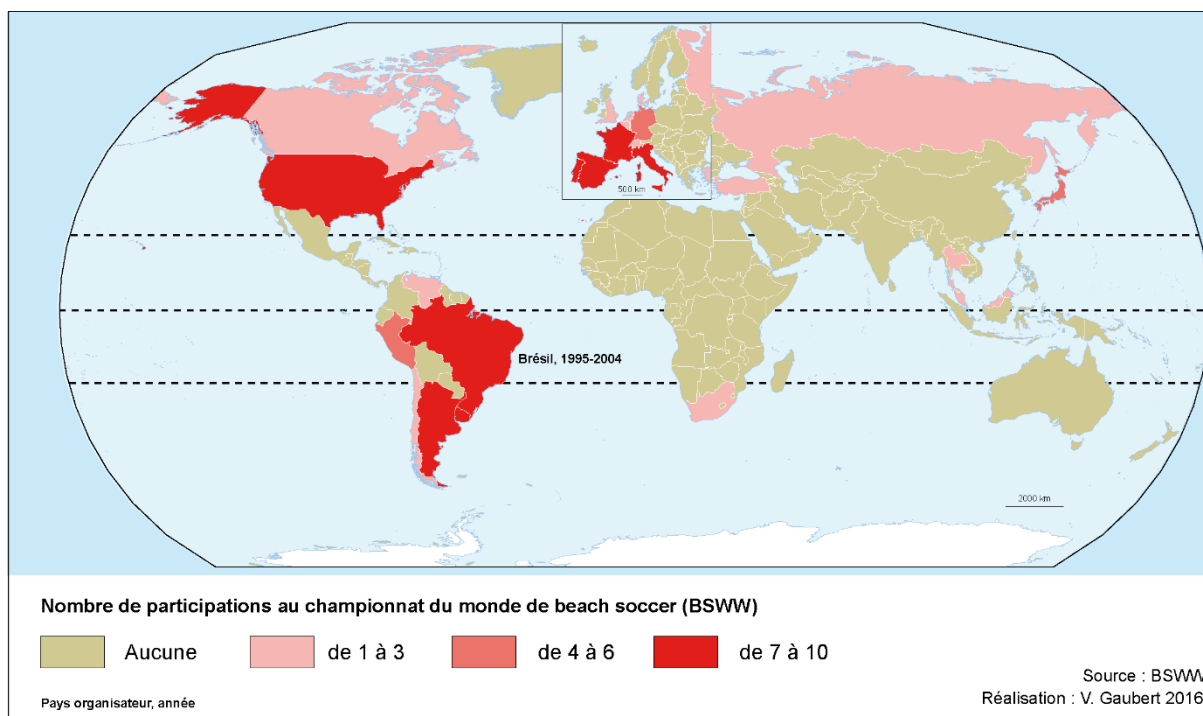 500 km
Brésil, 1995-2004
2000 km
Nombre de participations au championnat du monde de beach soccer (BSWW)
Aucune
de 1 à 3
de 4 à 6
de 7 à 10
Source : BSWW
Pays organisateur, année
Réalisation : V. Gaubert 2016